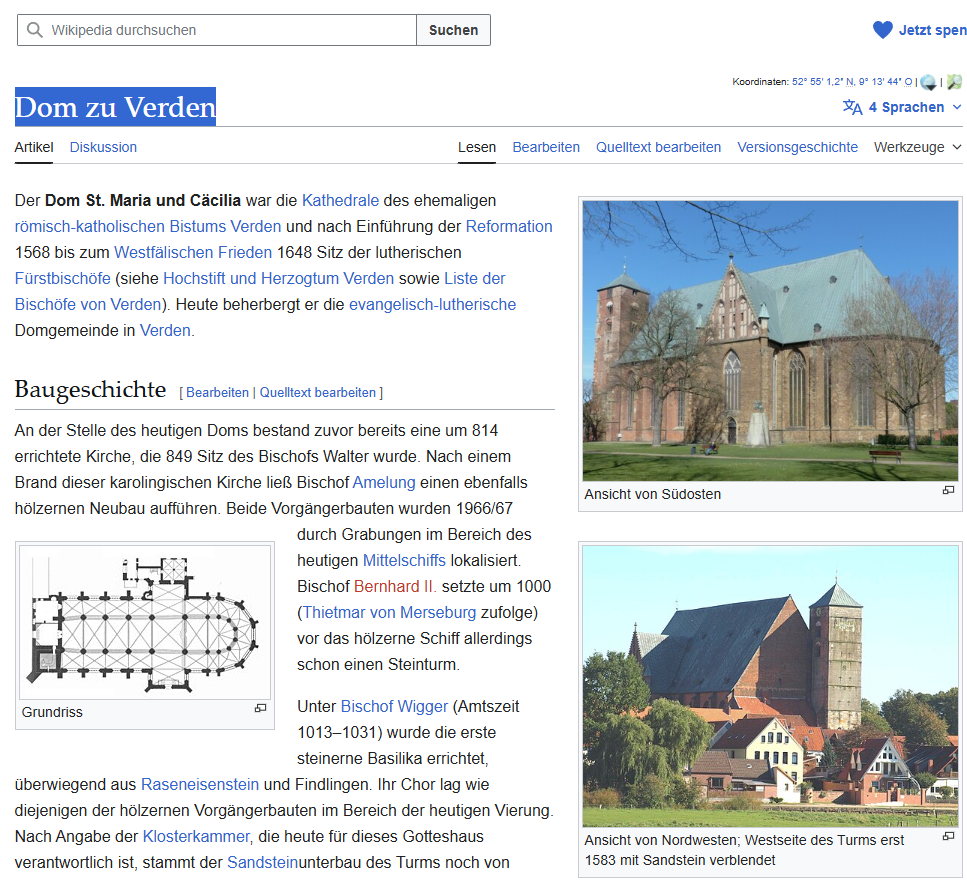 Wikipedia durchsuchen
Suchen
Jetzt spen
Koordinaten: 52° 55′ 1,2″ N, 9° 13′ 44″ O | |
Dom zu Verden
4 Sprachen
Artikel Diskussion Lesen Bearbeiten Quelltext bearbeiten Versionsgeschichte Werkzeuge
Der Dom St. Maria und Cäcilia war die Kathedrale des ehemaligen
römisch-katholischen Bistums Verden und nach Einführung der Reformation
1568 bis zum Westfälischen Frieden 1648 Sitz der lutherischen
Fürstbischöfe (siehe Hochstift und Herzogtum Verden sowie Liste der
Bischöfe von Verden). Heute beherbergt er die evangelisch-lutherische
Domgemeinde in Verden.
Ansicht von Südosten
Baugeschichte [ Bearbeiten | Quelltext bearbeiten ]
An der Stelle des heutigen Doms bestand zuvor bereits eine um 814
errichtete Kirche, die 849 Sitz des Bischofs Walter wurde. Nach einem
Brand dieser karolingischen Kirche ließ Bischof Amelung einen ebenfalls
hölzernen Neubau aufführen. Beide Vorgängerbauten wurden 1966/67
durch Grabungen im Bereich des
heutigen Mittelschiffs lokalisiert.
Bischof Bernhard II. setzte um 1000
(Thietmar von Merseburg zufolge)
vor das hölzerne Schiff allerdings
schon einen Steinturm.
Grundriss
Unter Bischof Wigger (Amtszeit
1013–1031) wurde die erste
steinerne Basilika errichtet,
überwiegend aus Raseneisenstein und Findlingen. Ihr Chor lag wie
diejenigen der hölzernen Vorgängerbauten im Bereich der heutigen Vierung.
Nach Angabe der Klosterkammer, die heute für dieses Gotteshaus
verantwortlich ist, stammt der Sandsteinunterbau des Turms noch von
Ansicht von Nordwesten; Westseite des Turms erst
1583 mit Sandstein verblendet